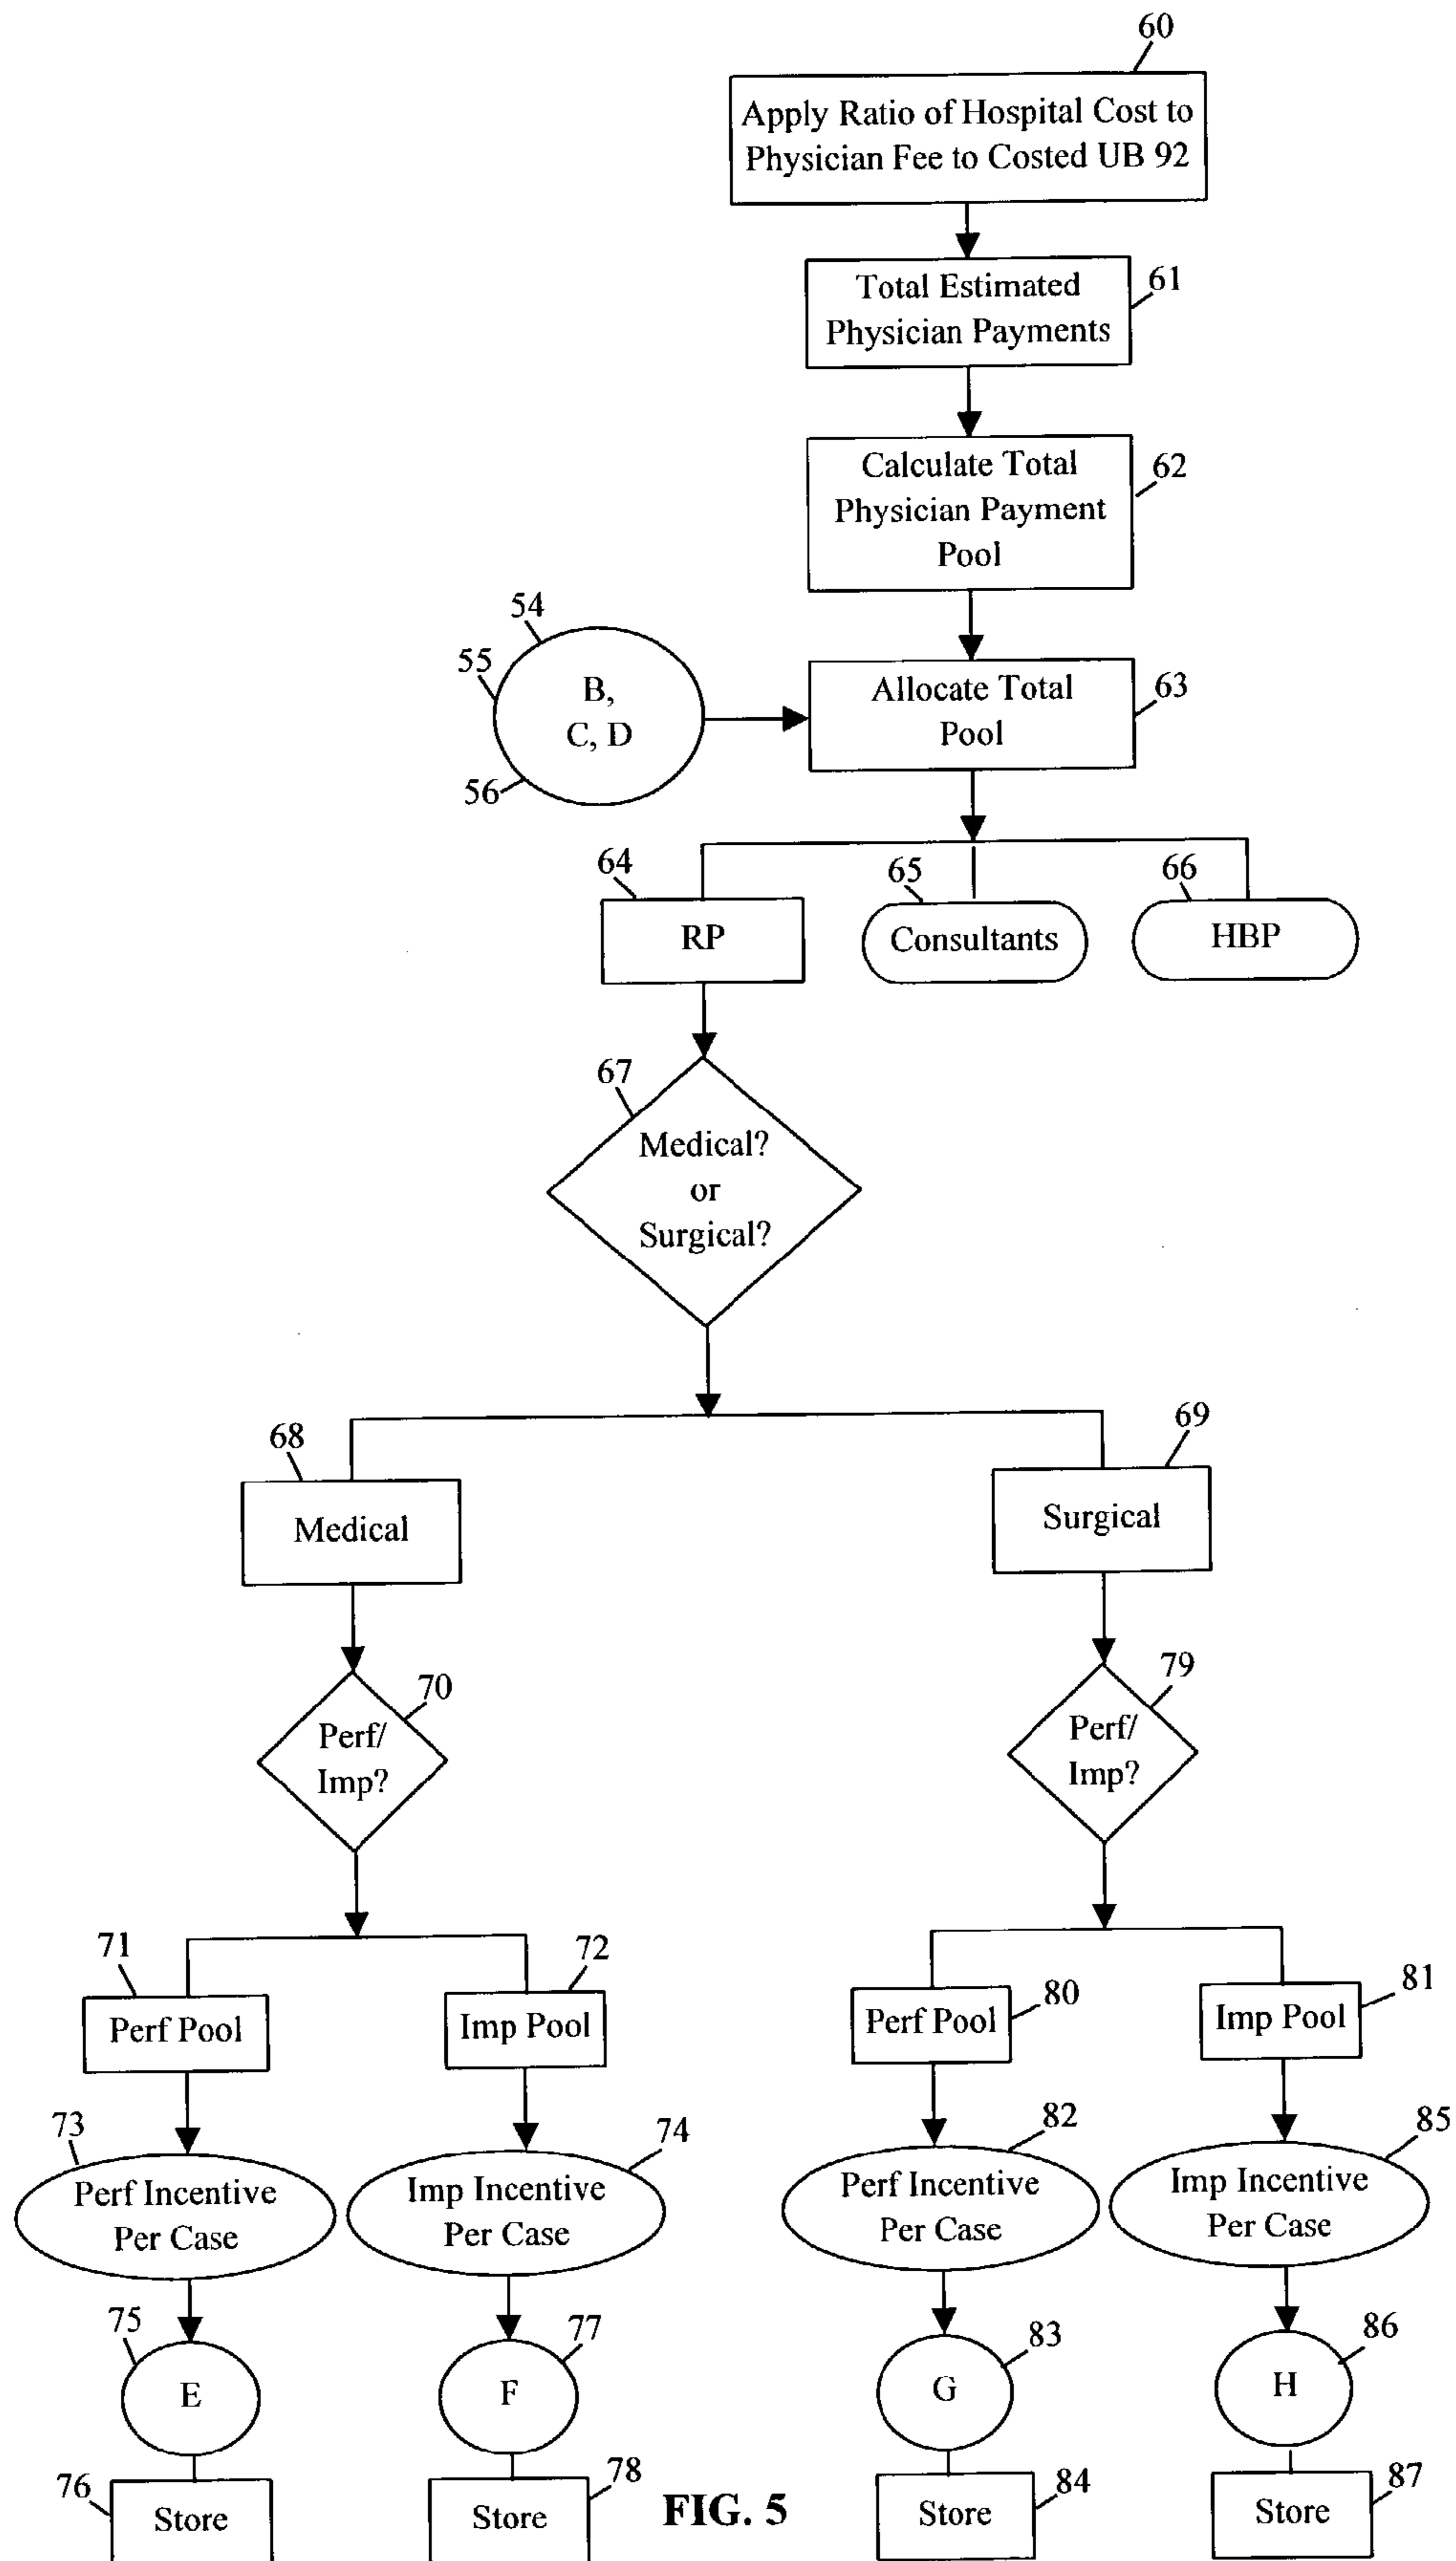 60
Apply Ratio of Hospital Cost to
Physician Fee to Costed UB 92
61
Total Estimated
Physician Payments
62
Calculate Total
Physician Payment
Pool
54
55
B,
C, D
56
63
Allocate Total
Pool
64
RP
65
Consultants
66
HBP
67
Medical?
or
Surgical?
68
Medical
69
Surgical
70
Perf/
Imp?
79
Perf/
Imp?
71
Perf Pool
72
Imp Pool
80
Perf Pool
81
Imp Pool
73
Perf Incentive
Per Case
74
Imp Incentive
Per Case
82
Perf Incentive
Per Case
85
Imp Incentive
Per Case
75
E
77
F
83
G
86
H
76
Store
78
Store
FIG. 5
84
Store
87
Store